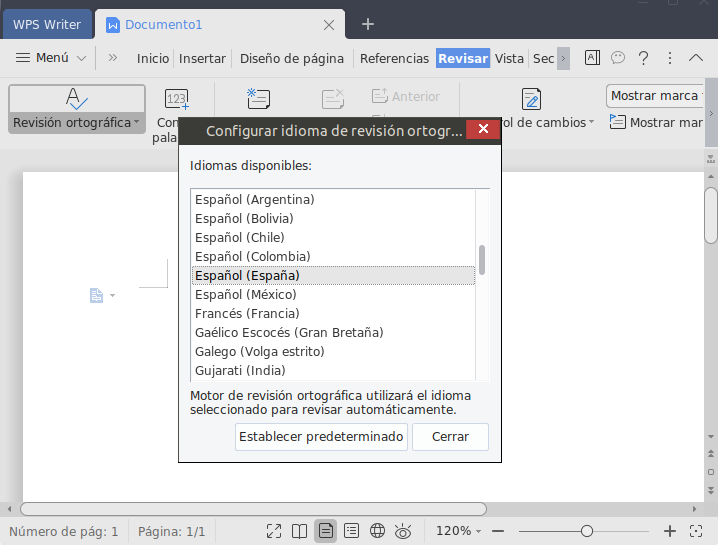 WPS Writer
Documento1
Menú
Inicio
Insertar
Diseño de página
Referencias
Revisar
Vista
Sec
Revisión ortográfica
123
Con
pala
Anterior
ol de cambios
Mostrar marca
Mostrar mar
Configurar idioma de revisión ortogr...
Idiomas disponibles:
Español (Argentina)
Español (Bolivia)
Español (Chile)
Español (Colombia)
Español (España)
Español (México)
Francés (Francia)
Gaélico Escocés (Gran Bretaña)
Galego (Volga estrito)
Gujarati (India)
Motor de revisión ortográfica utilizará el idioma
seleccionado para revisar automáticamente.
Establecer predeterminado
Cerrar
Número de pág: 1
Página: 1/1
120%